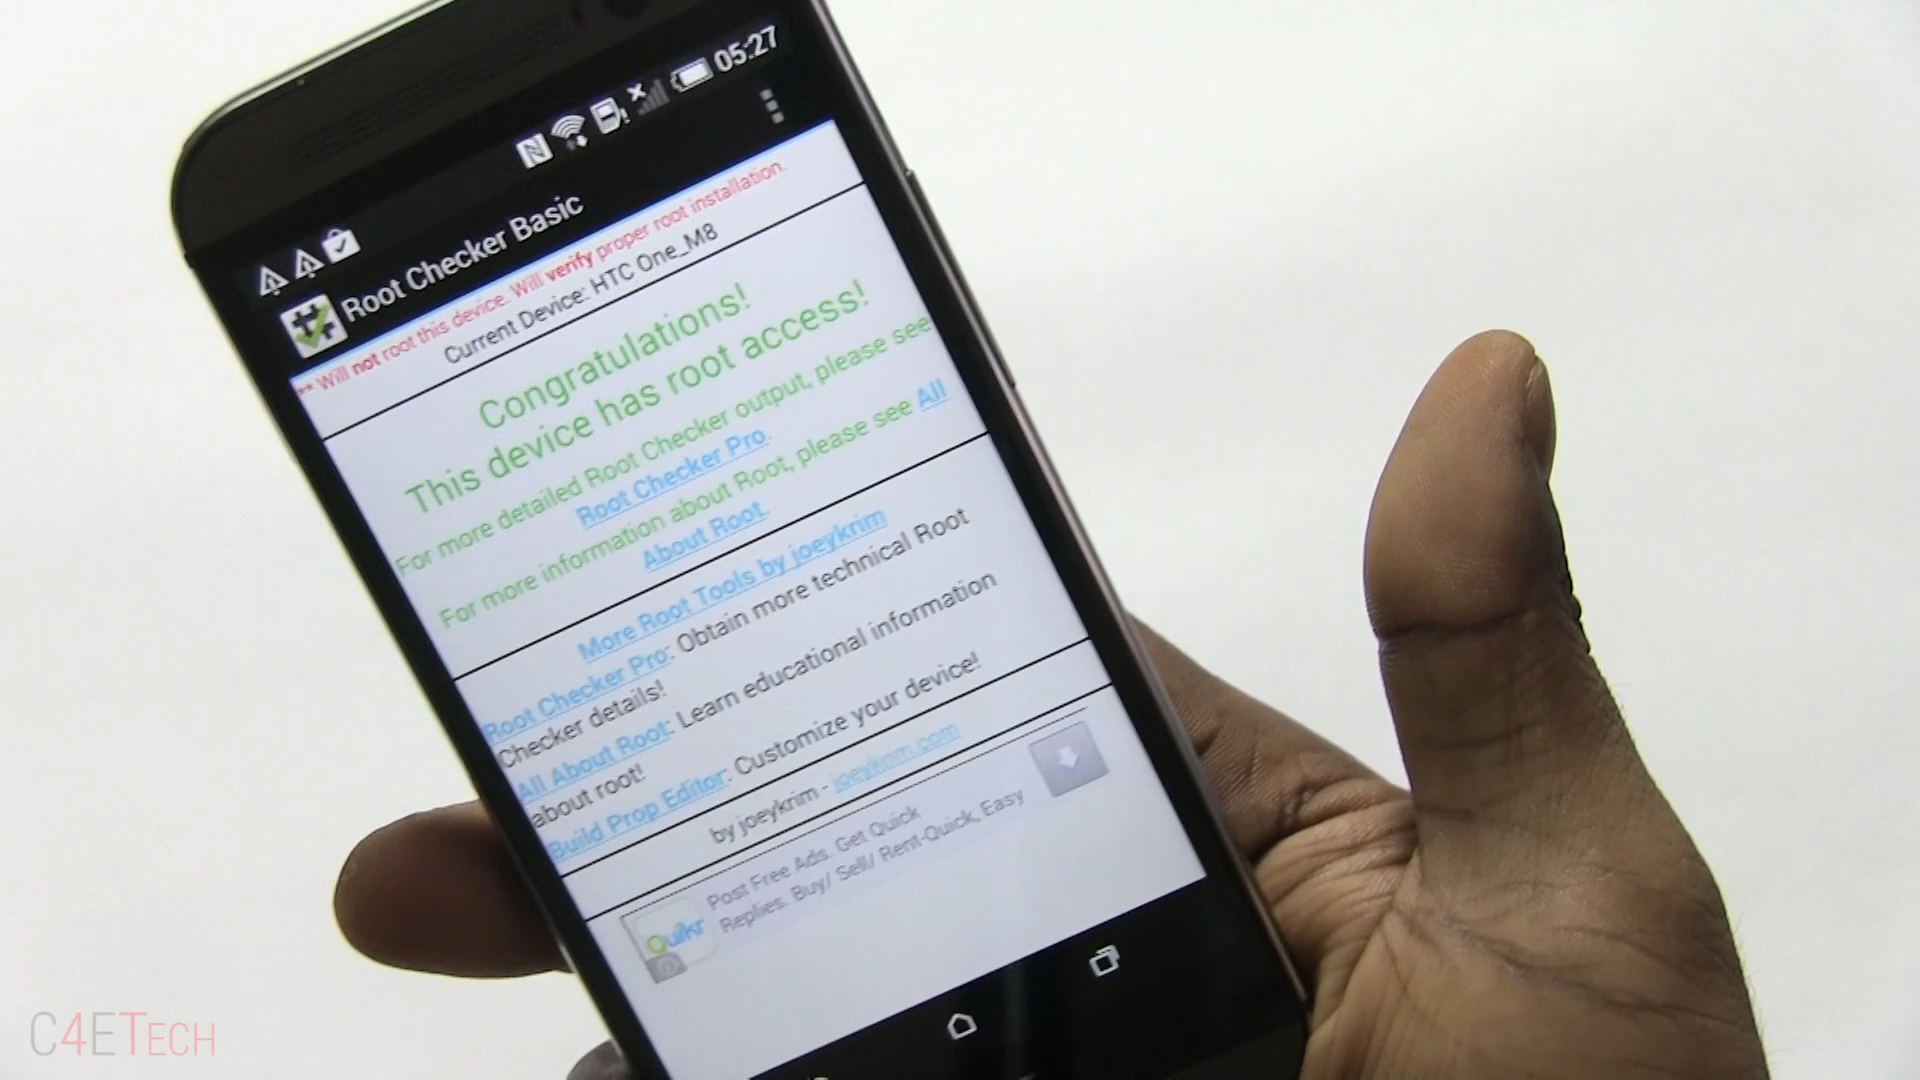 05:27
Root Checker Basic
** Will not root this device. Will verify proper root installation.
Current Device: HTC One_M8
Congratulations!
This device has root access!
For more detailed Root Checker output, please see
Root Checker Pro.
For more information about Root, please see All
About Root.
More Root Tools by joeykrim
Root Checker Pro: Obtain more technical Root
Checker details!
All About Root: Learn educational information
about root!
Build Prop Editor: Customize your device!
by joeykrim - joeykrim.com
Quikr
Post Free Ads. Get Quick
Replies. Buy/ Sell/ Rent-Quick, Easy
C4ETech